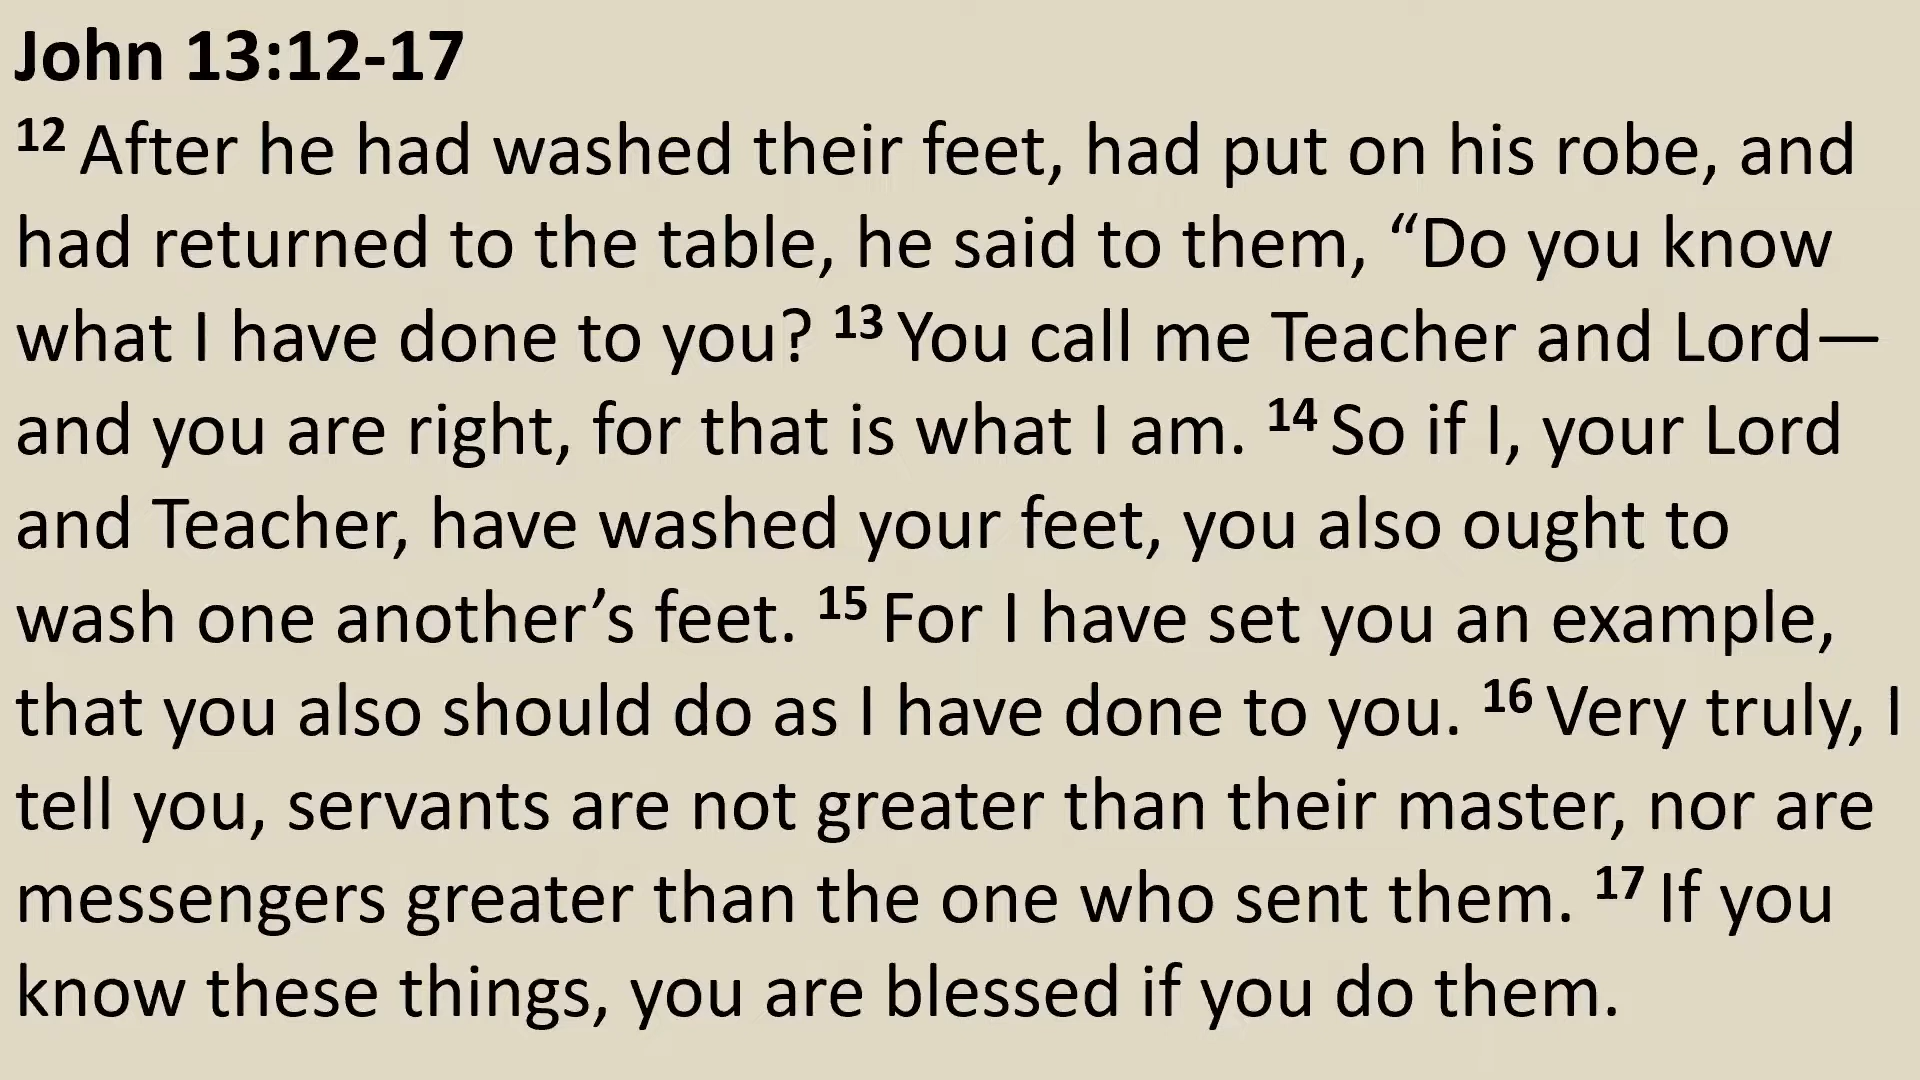 John 13:12-17
12 After he had washed their feet, had put on his robe, and
had returned to the table, he said to them, “Do you know
what I have done to you? 13 You call me Teacher and Lord—
and you are right, for that is what I am. 14 So if I, your Lord
and Teacher, have washed your feet, you also ought to
wash one another’s feet. 15 For I have set you an example,
that you also should do as I have done to you. 16 Very truly, I
tell you, servants are not greater than their master, nor are
messengers greater than the one who sent them. 17 If you
know these things, you are blessed if you do them.